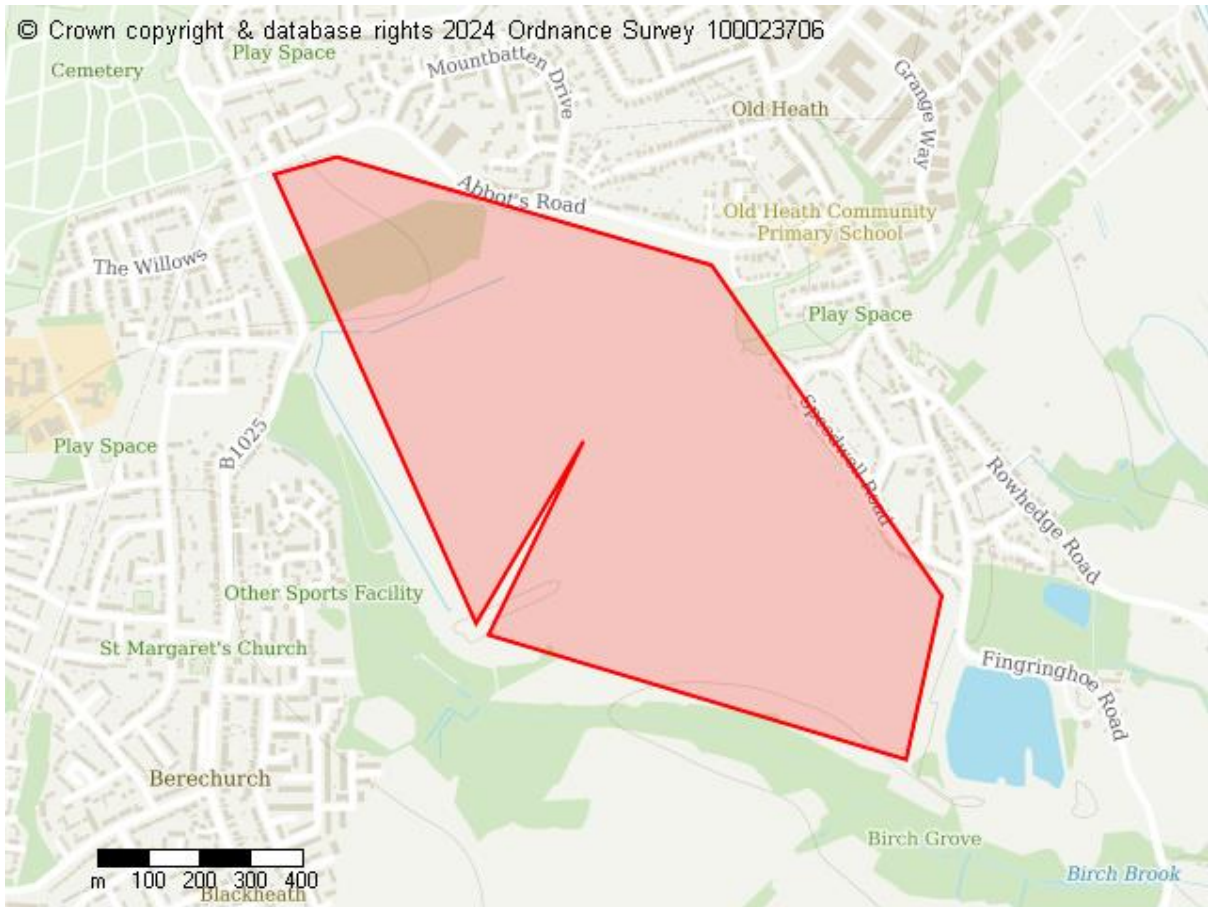 © Crown copyright & database rights 2024 Ordnance Survey 100023706
Play Space
Cemetery
Mountbatten Drive
Grange Way
Old Heath
Abbot's Road
Old Heath Community
Primary School
The Willows
Play Space
B1025
Play Space
Speedwell Road
Rowhedge Road
Other Sports Facility
St Margaret's Church
Fingringhoe Road
Berechurch
Birch Grove
m 100 200 300 400
Blackheath
Birch Brook